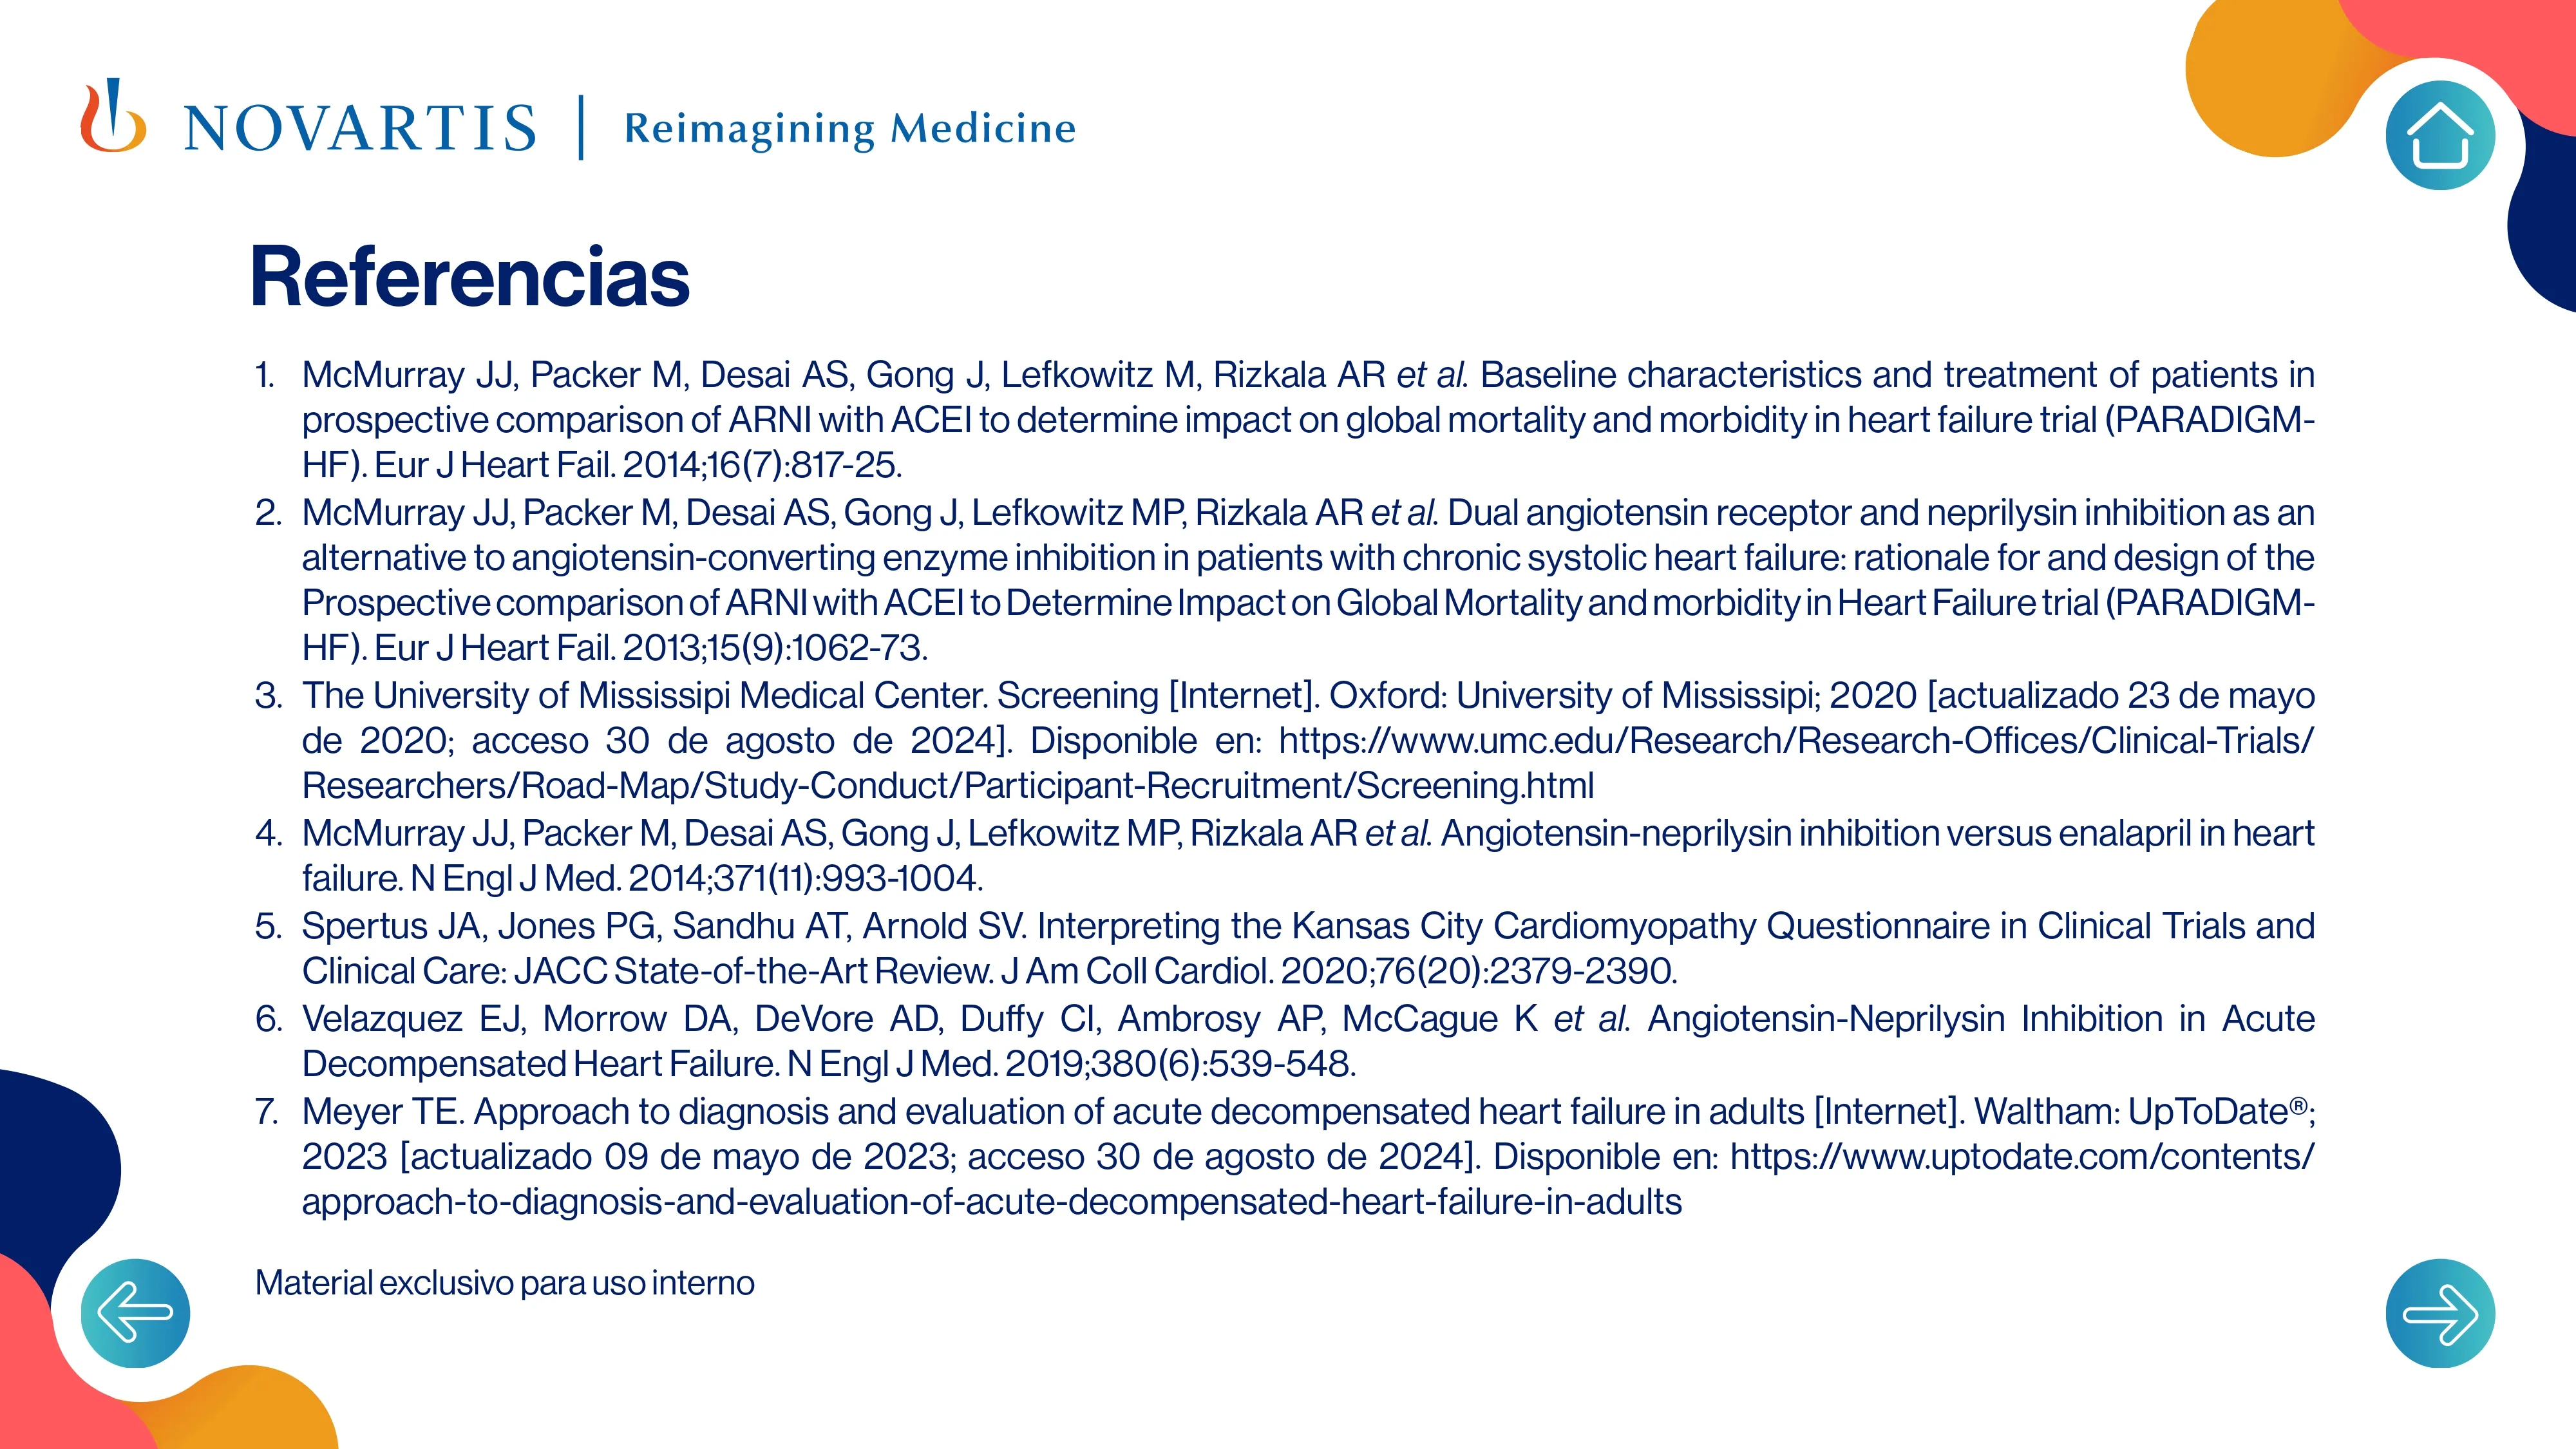 NOVARTIS | Reimagining Medicine
Referencias
1. McMurray JJ, Packer M, Desai AS, Gong J, Lefkowitz M, Rizkala AR et al. Baseline characteristics and treatment of patients in
prospective comparison of ARNI with ACEI to determine impact on global mortality and morbidity in heart failure trial (PARADIGM-
HF). Eur J Heart Fail. 2014;16(7):817-25.
2. McMurray JJ, Packer M, Desai AS, Gong J, Lefkowitz MP, Rizkala AR et al. Dual angiotensin receptor and neprilysin inhibition as an
alternative to angiotensin-converting enzyme inhibition in patients with chronic systolic heart failure: rationale for and design of the
Prospective comparison of ARNI with ACEI to Determine Impact on Global Mortality and morbidity in Heart Failure trial (PARADIGM-
HF). Eur J Heart Fail. 2013;15(9):1062-73.
3. The University of Mississipi Medical Center. Screening [Internet]. Oxford: University of Mississipi; 2020 [actualizado 23 de mayo
de 2020; acceso 30 de agosto de 2024]. Disponible en: https://www.umc.edu/Research/Research-Offices/Clinical-Trials/
Researchers/Road-Map/Study-Conduct/Participant-Recruitment/Screening.html
4. McMurray JJ, Packer M, Desai AS, Gong J, Lefkowitz MP, Rizkala AR et al. Angiotensin-neprilysin inhibition versus enalapril in heart
failure. N Engl J Med. 2014;371(11):993-1004.
5. Spertus JA, Jones PG, Sandhu AT, Arnold SV. Interpreting the Kansas City Cardiomyopathy Questionnaire in Clinical Trials and
Clinical Care: JACC State-of-the-Art Review. J Am Coll Cardiol. 2020;76(20):2379-2390.
6. Velazquez EJ, Morrow DA, DeVore AD, Duffy CI, Ambrosy AP, McCague K et al. Angiotensin-Neprilysin Inhibition in Acute
Decompensated Heart Failure. N Engl J Med. 2019;380(6):539-548.
7. Meyer TE. Approach to diagnosis and evaluation of acute decompensated heart failure in adults [Internet]. Waltham: UpToDate®;
2023 [actualizado 09 de mayo de 2023; acceso 30 de agosto de 2024]. Disponible en: https://www.uptodate.com/contents/
approach-to-diagnosis-and-evaluation-of-acute-decompensated-heart-failure-in-adults
Material exclusivo para uso interno